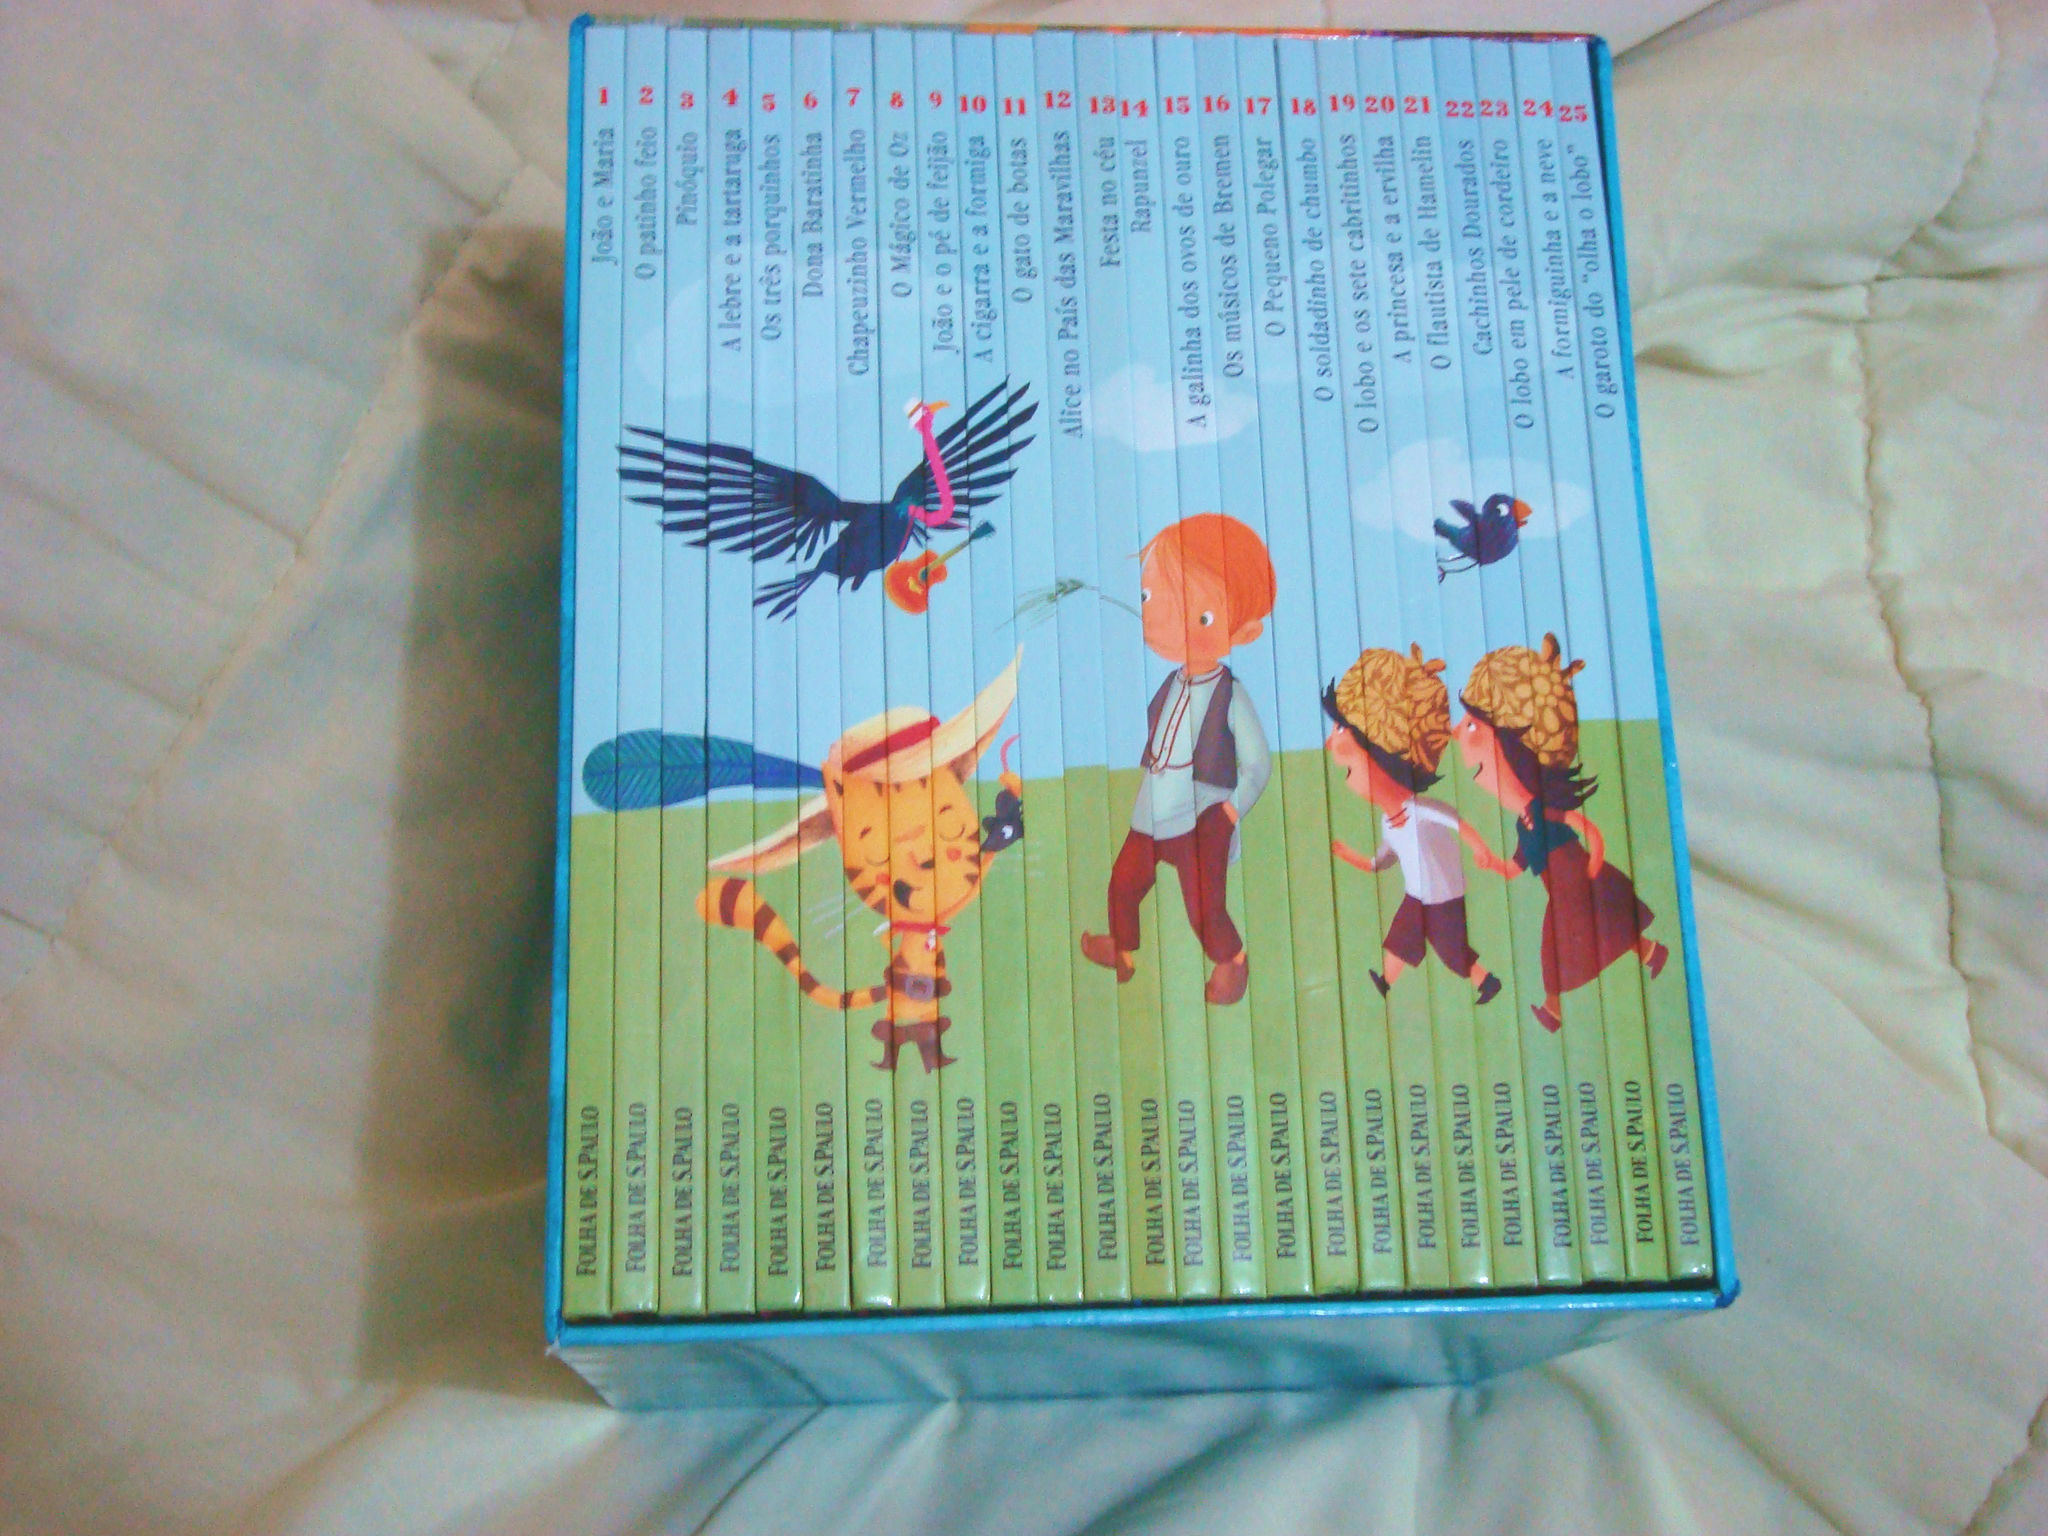 1 João e Maria FOLHA DE S.PAULO
2 O patinho feio FOLHA DE S.PAULO
3 Pinóquio FOLHA DE S.PAULO
4 A lebre e a tartaruga FOLHA DE S.PAULO
5 Os três porquinhos FOLHA DE S.PAULO
6 Dona Baratinha FOLHA DE S.PAULO
7 Chapeuzinho Vermelho FOLHA DE S.PAULO
8 O Mágico de Oz FOLHA DE S.PAULO
9 João e o pé de feijão FOLHA DE S.PAULO
10 A cigarra e a formiga FOLHA DE S.PAULO
11 O gato de botas FOLHA DE S.PAULO
12 Alice no País das Maravilhas FOLHA DE S.PAULO
13 Festa no céu FOLHA DE S.PAULO
14 Rapunzel FOLHA DE S.PAULO
15 A galinha dos ovos de ouro FOLHA DE S.PAULO
16 Os músicos de Bremen FOLHA DE S.PAULO
17 O Pequeno Polegar FOLHA DE S.PAULO
18 O soldadinho de chumbo FOLHA DE S.PAULO
19 O lobo e os sete cabritinhos FOLHA DE S.PAULO
20 A princesa e a ervilha FOLHA DE S.PAULO
21 O flautista de Hamelin FOLHA DE S.PAULO
22 Cachinhos Dourados FOLHA DE S.PAULO
23 O lobo em pele de cordeiro FOLHA DE S.PAULO
24 A formiguinha e a neve FOLHA DE S.PAULO
25 O garoto do "olha o lobo" FOLHA DE S.PAULO